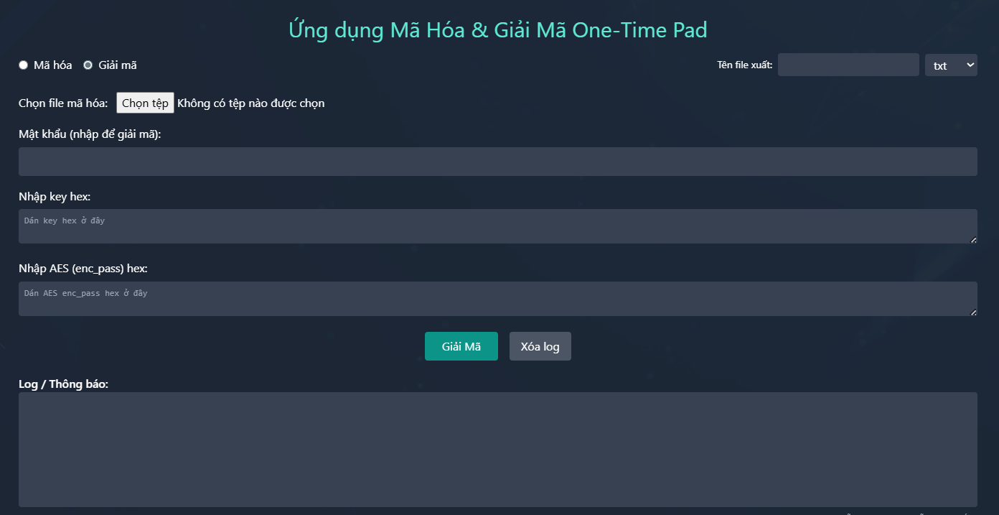 Ứng dụng Mã Hóa & Giải Mã One-Time Pad
Mã hóa Giải mã Tên file xuất: txt
Chọn file mã hóa: Chọn tệp Không có tệp nào được chọn
Mật khẩu (nhập để giải mã):
Nhập key hex:
Dán key hex ở đây
Nhập AES (enc_pass) hex:
Dán AES enc_pass hex ở đây
Giải Mã Xóa log
Log / Thông báo: